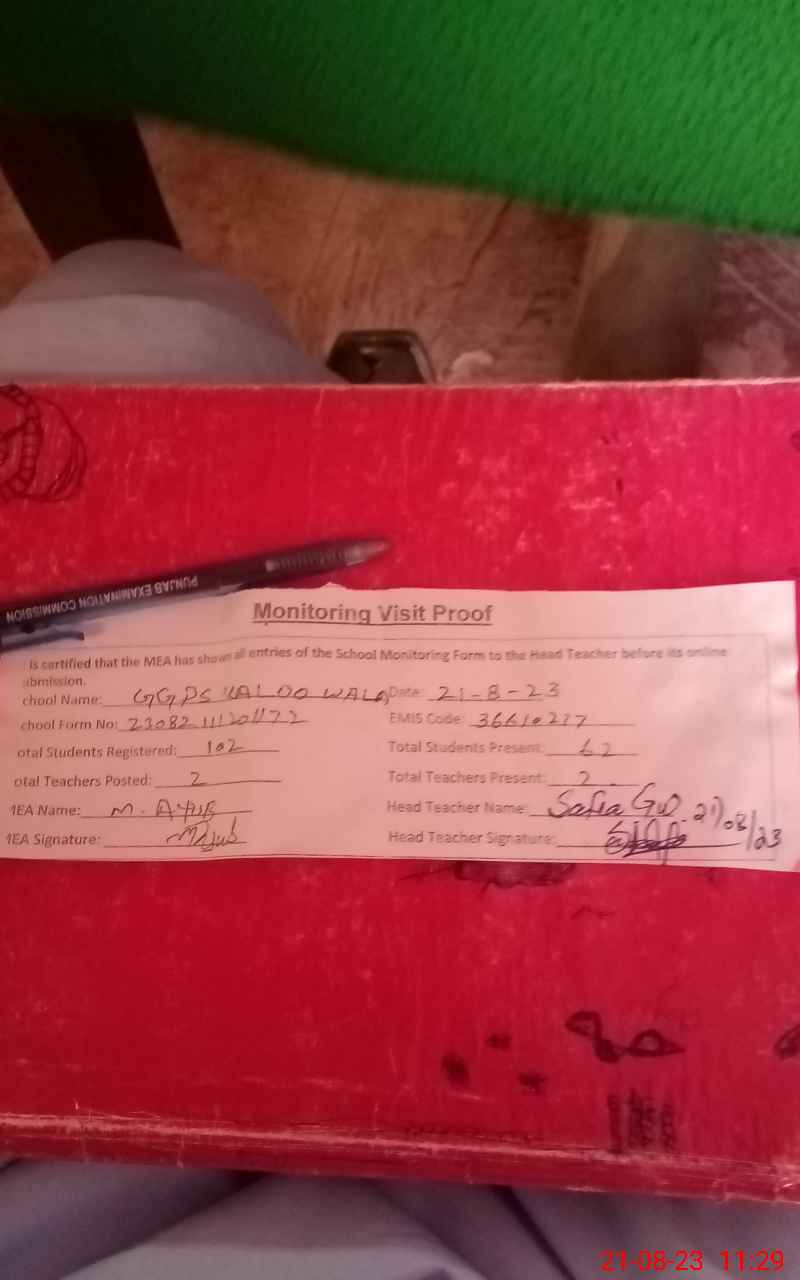 PUNJAB EXAMINATION COMMISSION
Monitoring Visit Proof
is certified that the MEA has shown all entries of the School Monitoring Form to the Head Teacher before its online
ubmission.
chool Name: GGPS KALOO WALA Date: 21-8-23
chool Form No: EMIS Code: 36610217
otal Students Registered: 102 Total Students Present: 62
otal Teachers Posted: 2 Total Teachers Present: 2
MEA Name: M. AYUB Head Teacher Name: Safia Gul 21/08/23
MEA Signature: MAyub Head Teacher Signature:
21-08-23 11:29